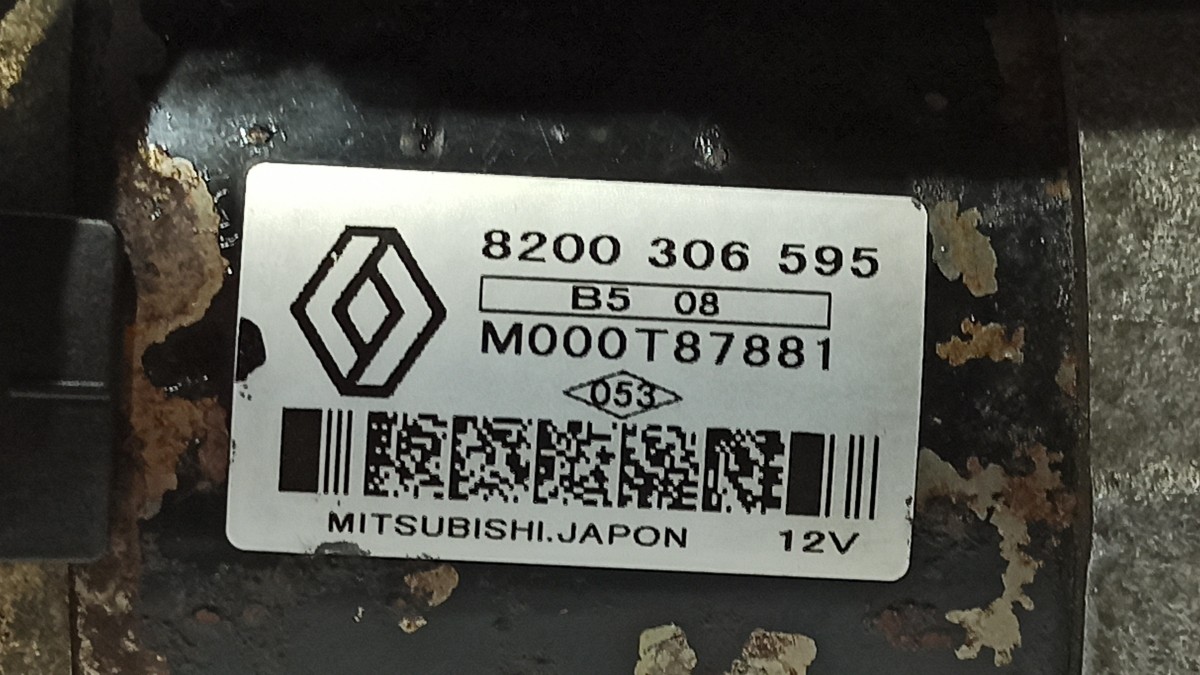 8200 306 595
B5 08
M000T87881
053
MITSUBISHI.JAPON 12V